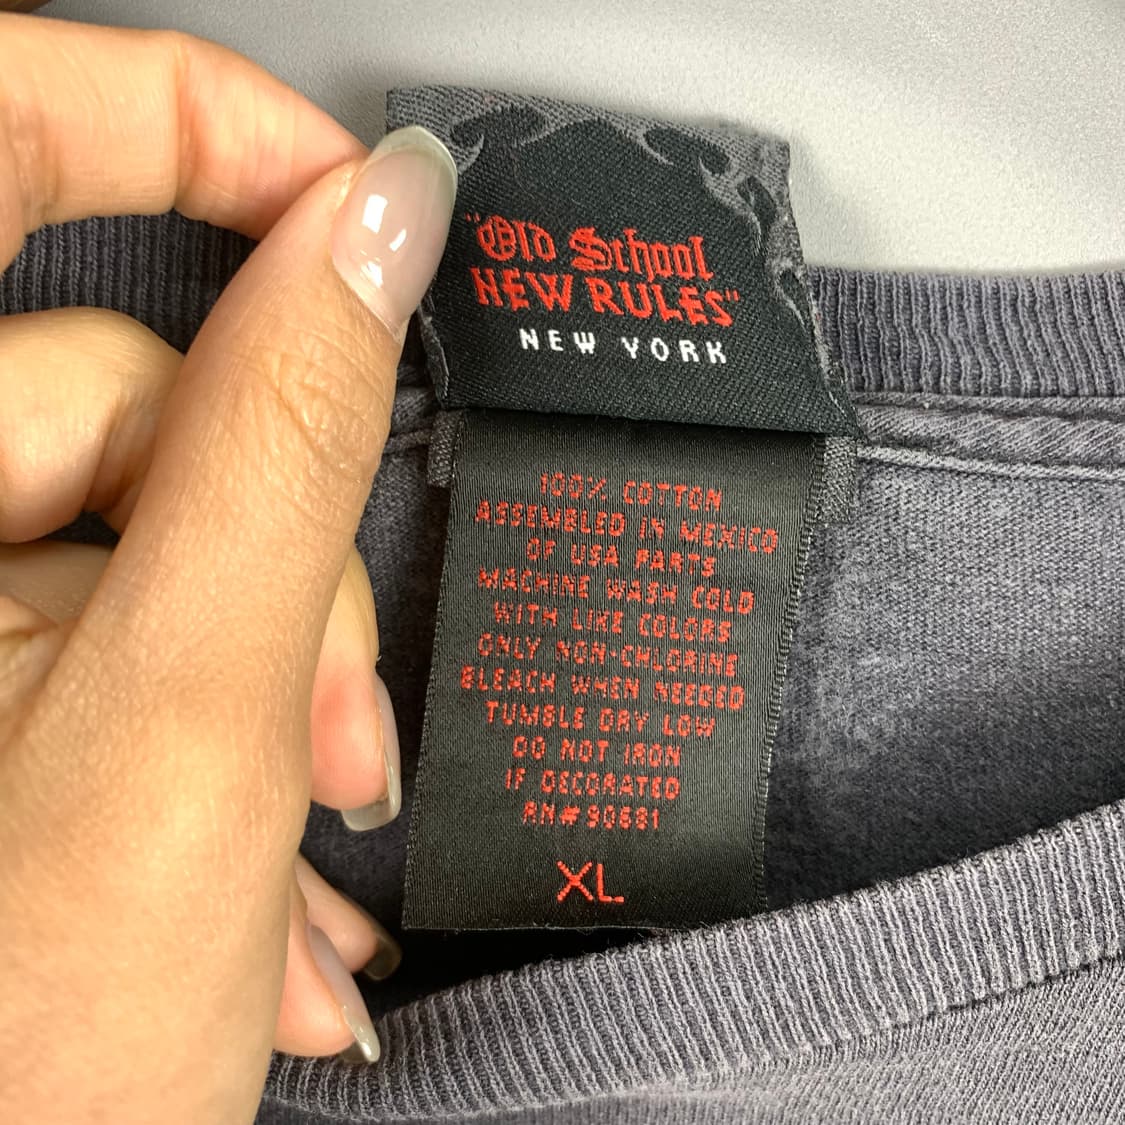 "Old School
NEW RULES"
NEW YORK
100% COTTON
ASSEMBLED IN MEXICO
OF USA PARTS
MACHINE WASH COLD
WITH LIKE COLORS
ONLY NON-CHLORINE
BLEACH WHEN NEEDED
TUMBLE DRY LOW
DO NOT IRON
IF DECORATED
RN# 90681
XL